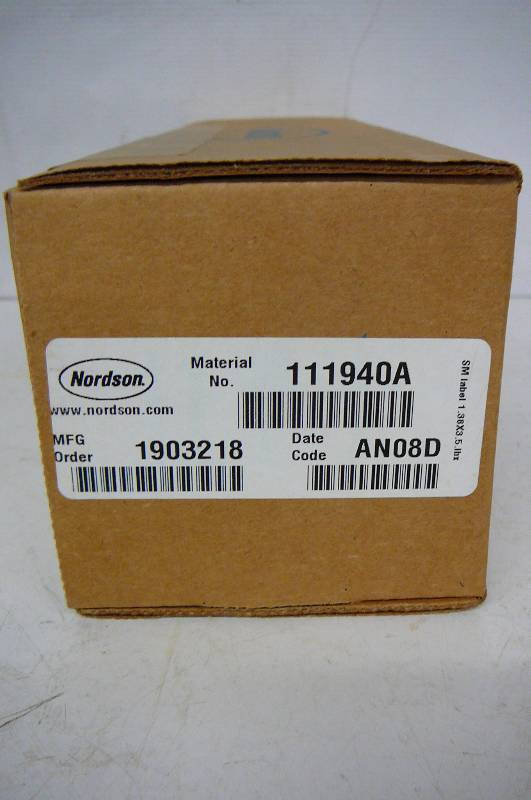 Nordson.
www.nordson.com
Material No. 111940A
MFG Order 1903218
Date Code AN08D
SM label 1.38X3.5.lbx